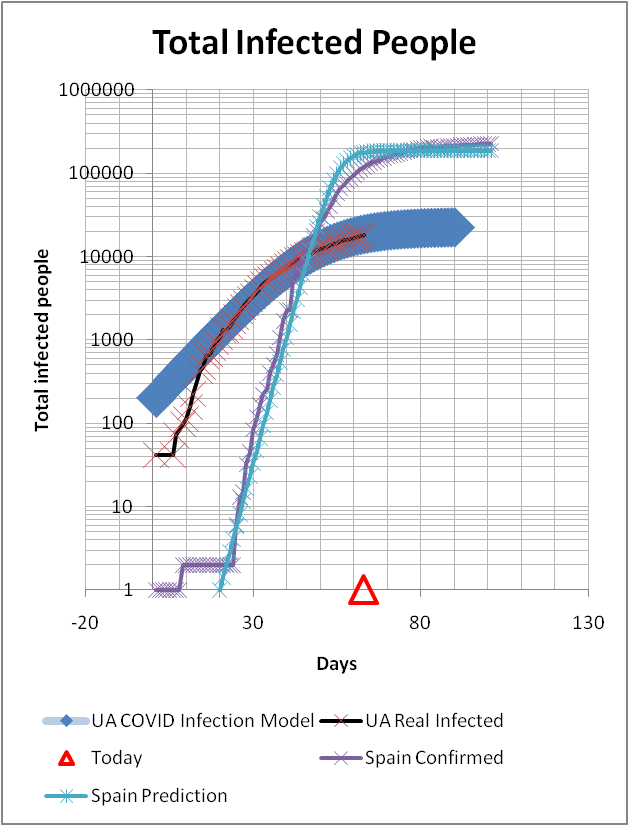 Total Infected People
1000000
100000
10000
1000
100
10
1
Total infected people
-20 30 80 130
Days
UA COVID Infection Model UA Real Infected
Today Spain Confirmed
Spain Prediction